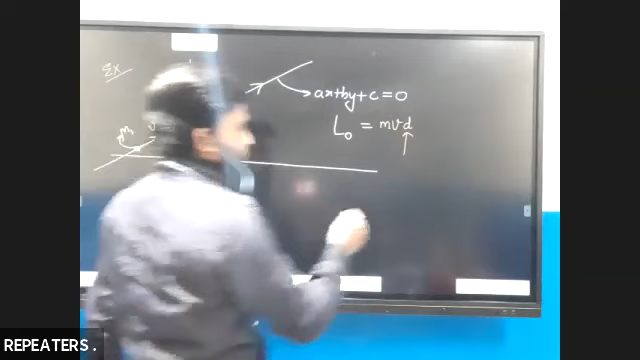 Ex
ax+by+c=0
L₀ = mvd
m
REPEATERS .